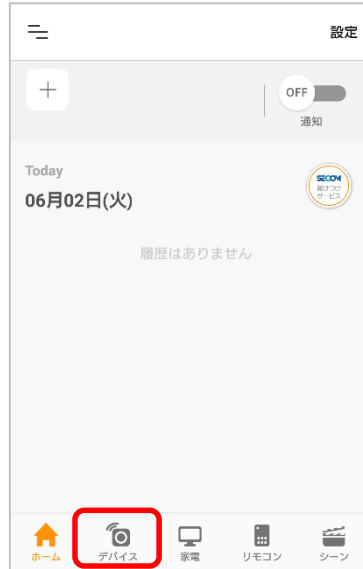 設定
OFF
通知
Today
06月02日(火)
SECOM
駆けつけ
サービス
履歴はありません
ホーム
デバイス
家電
リモコン
シーン